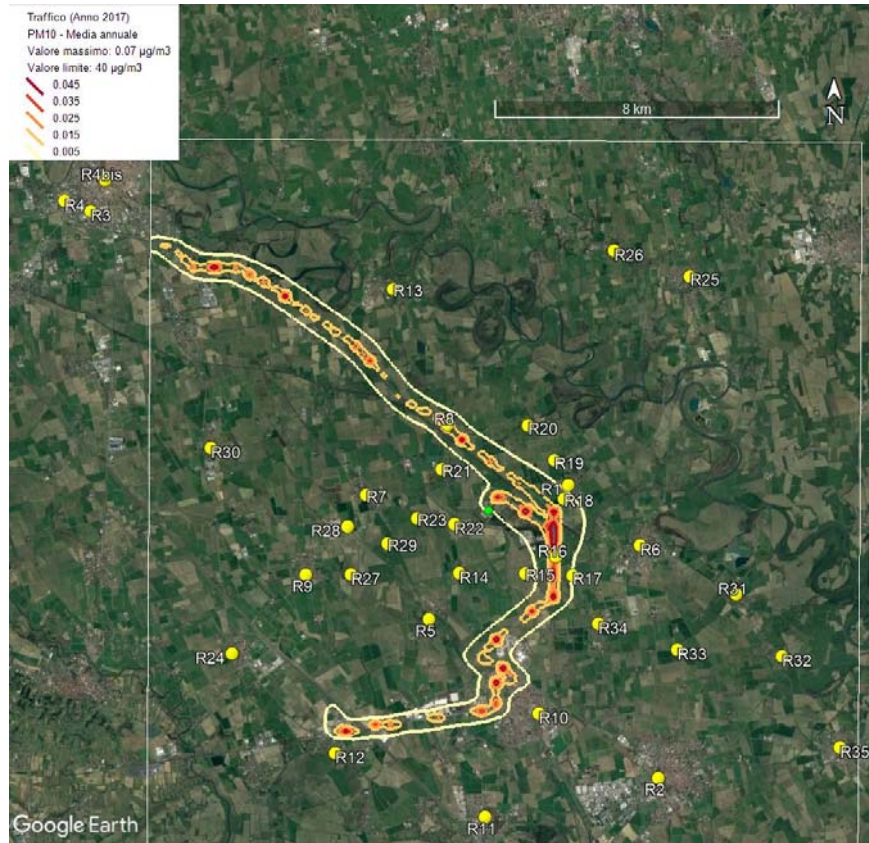 Traffico (Anno 2017)
PM10 - Media annuale
Valore massimo: 0.07 µg/m3
Valore limite: 40 µg/m3
0.045
0.035
0.025
0.015
0.005
8 km
N
R4bis
R4
R3
R26
R25
R13
R8
R20
R30
R21
R19
R1
R18
R7
R23
R22
R28
R29
R16
R6
R9
R27
R14
R15
R17
R31
R5
R34
R24
R33
R32
R10
R12
R35
R2
R11
Google Earth